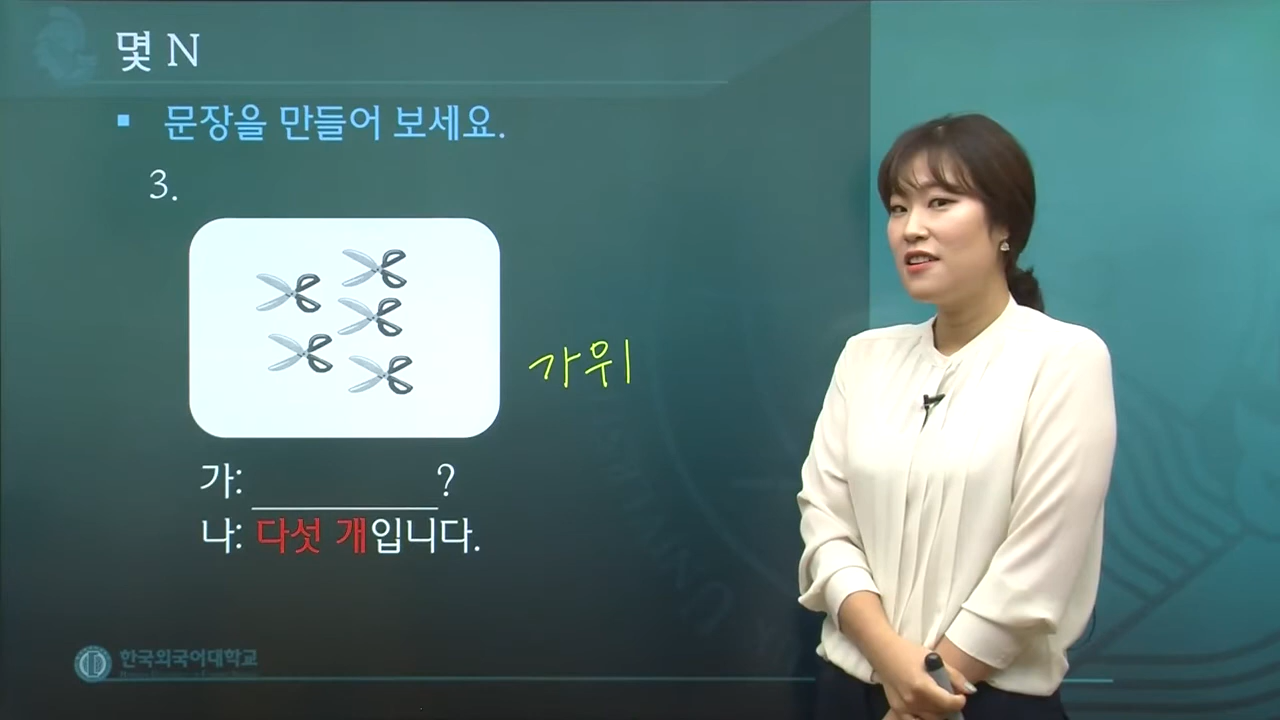 몇 N
▪ 문장을 만들어 보세요.
3.
가위
가: ____________?
나: 다섯 개입니다.
한국외국어대학교